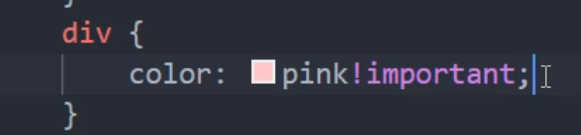 div {
color: pink!important;
}